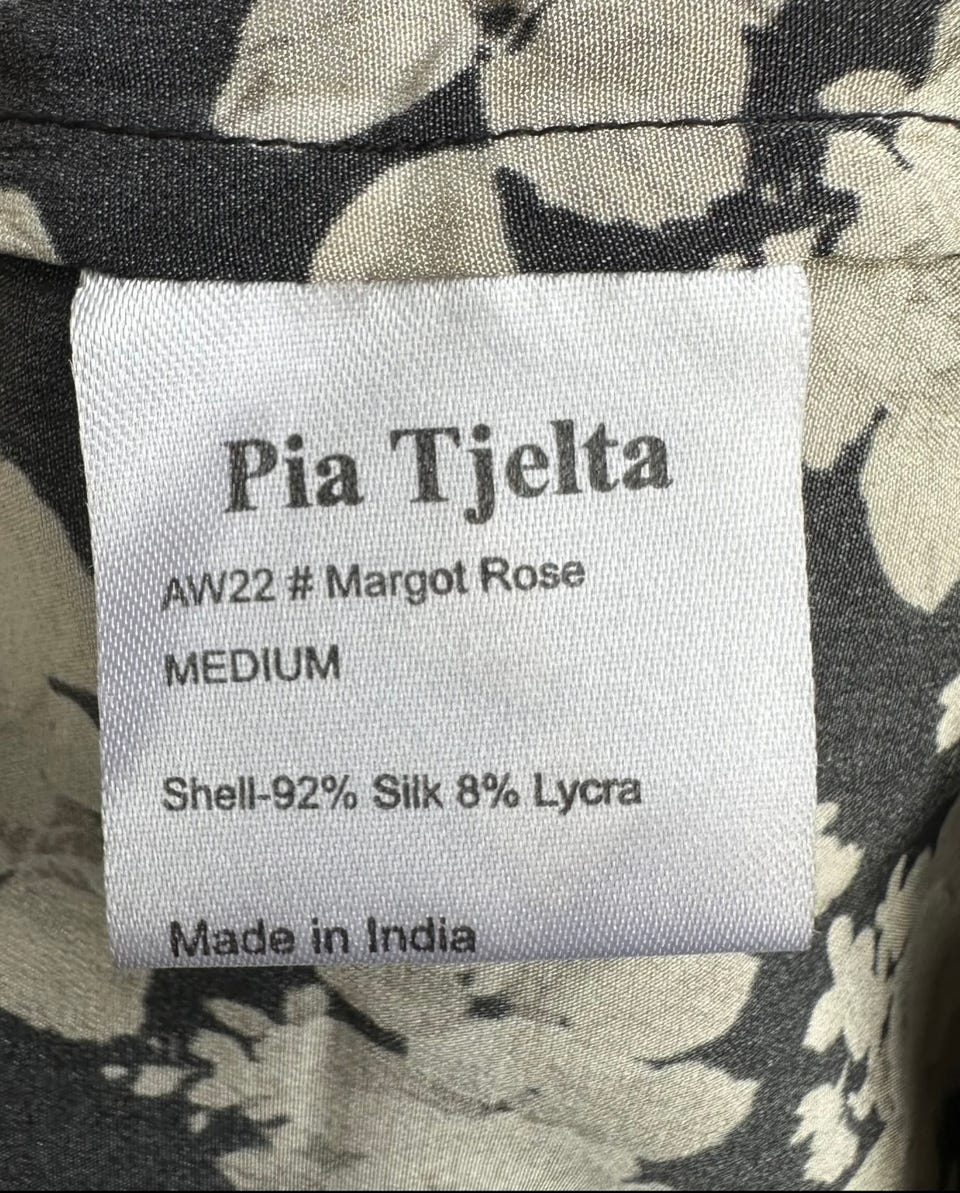 Pia Tjelta
AW22 # Margot Rose
MEDIUM
Shell-92% Silk 8% Lycra
Made in India